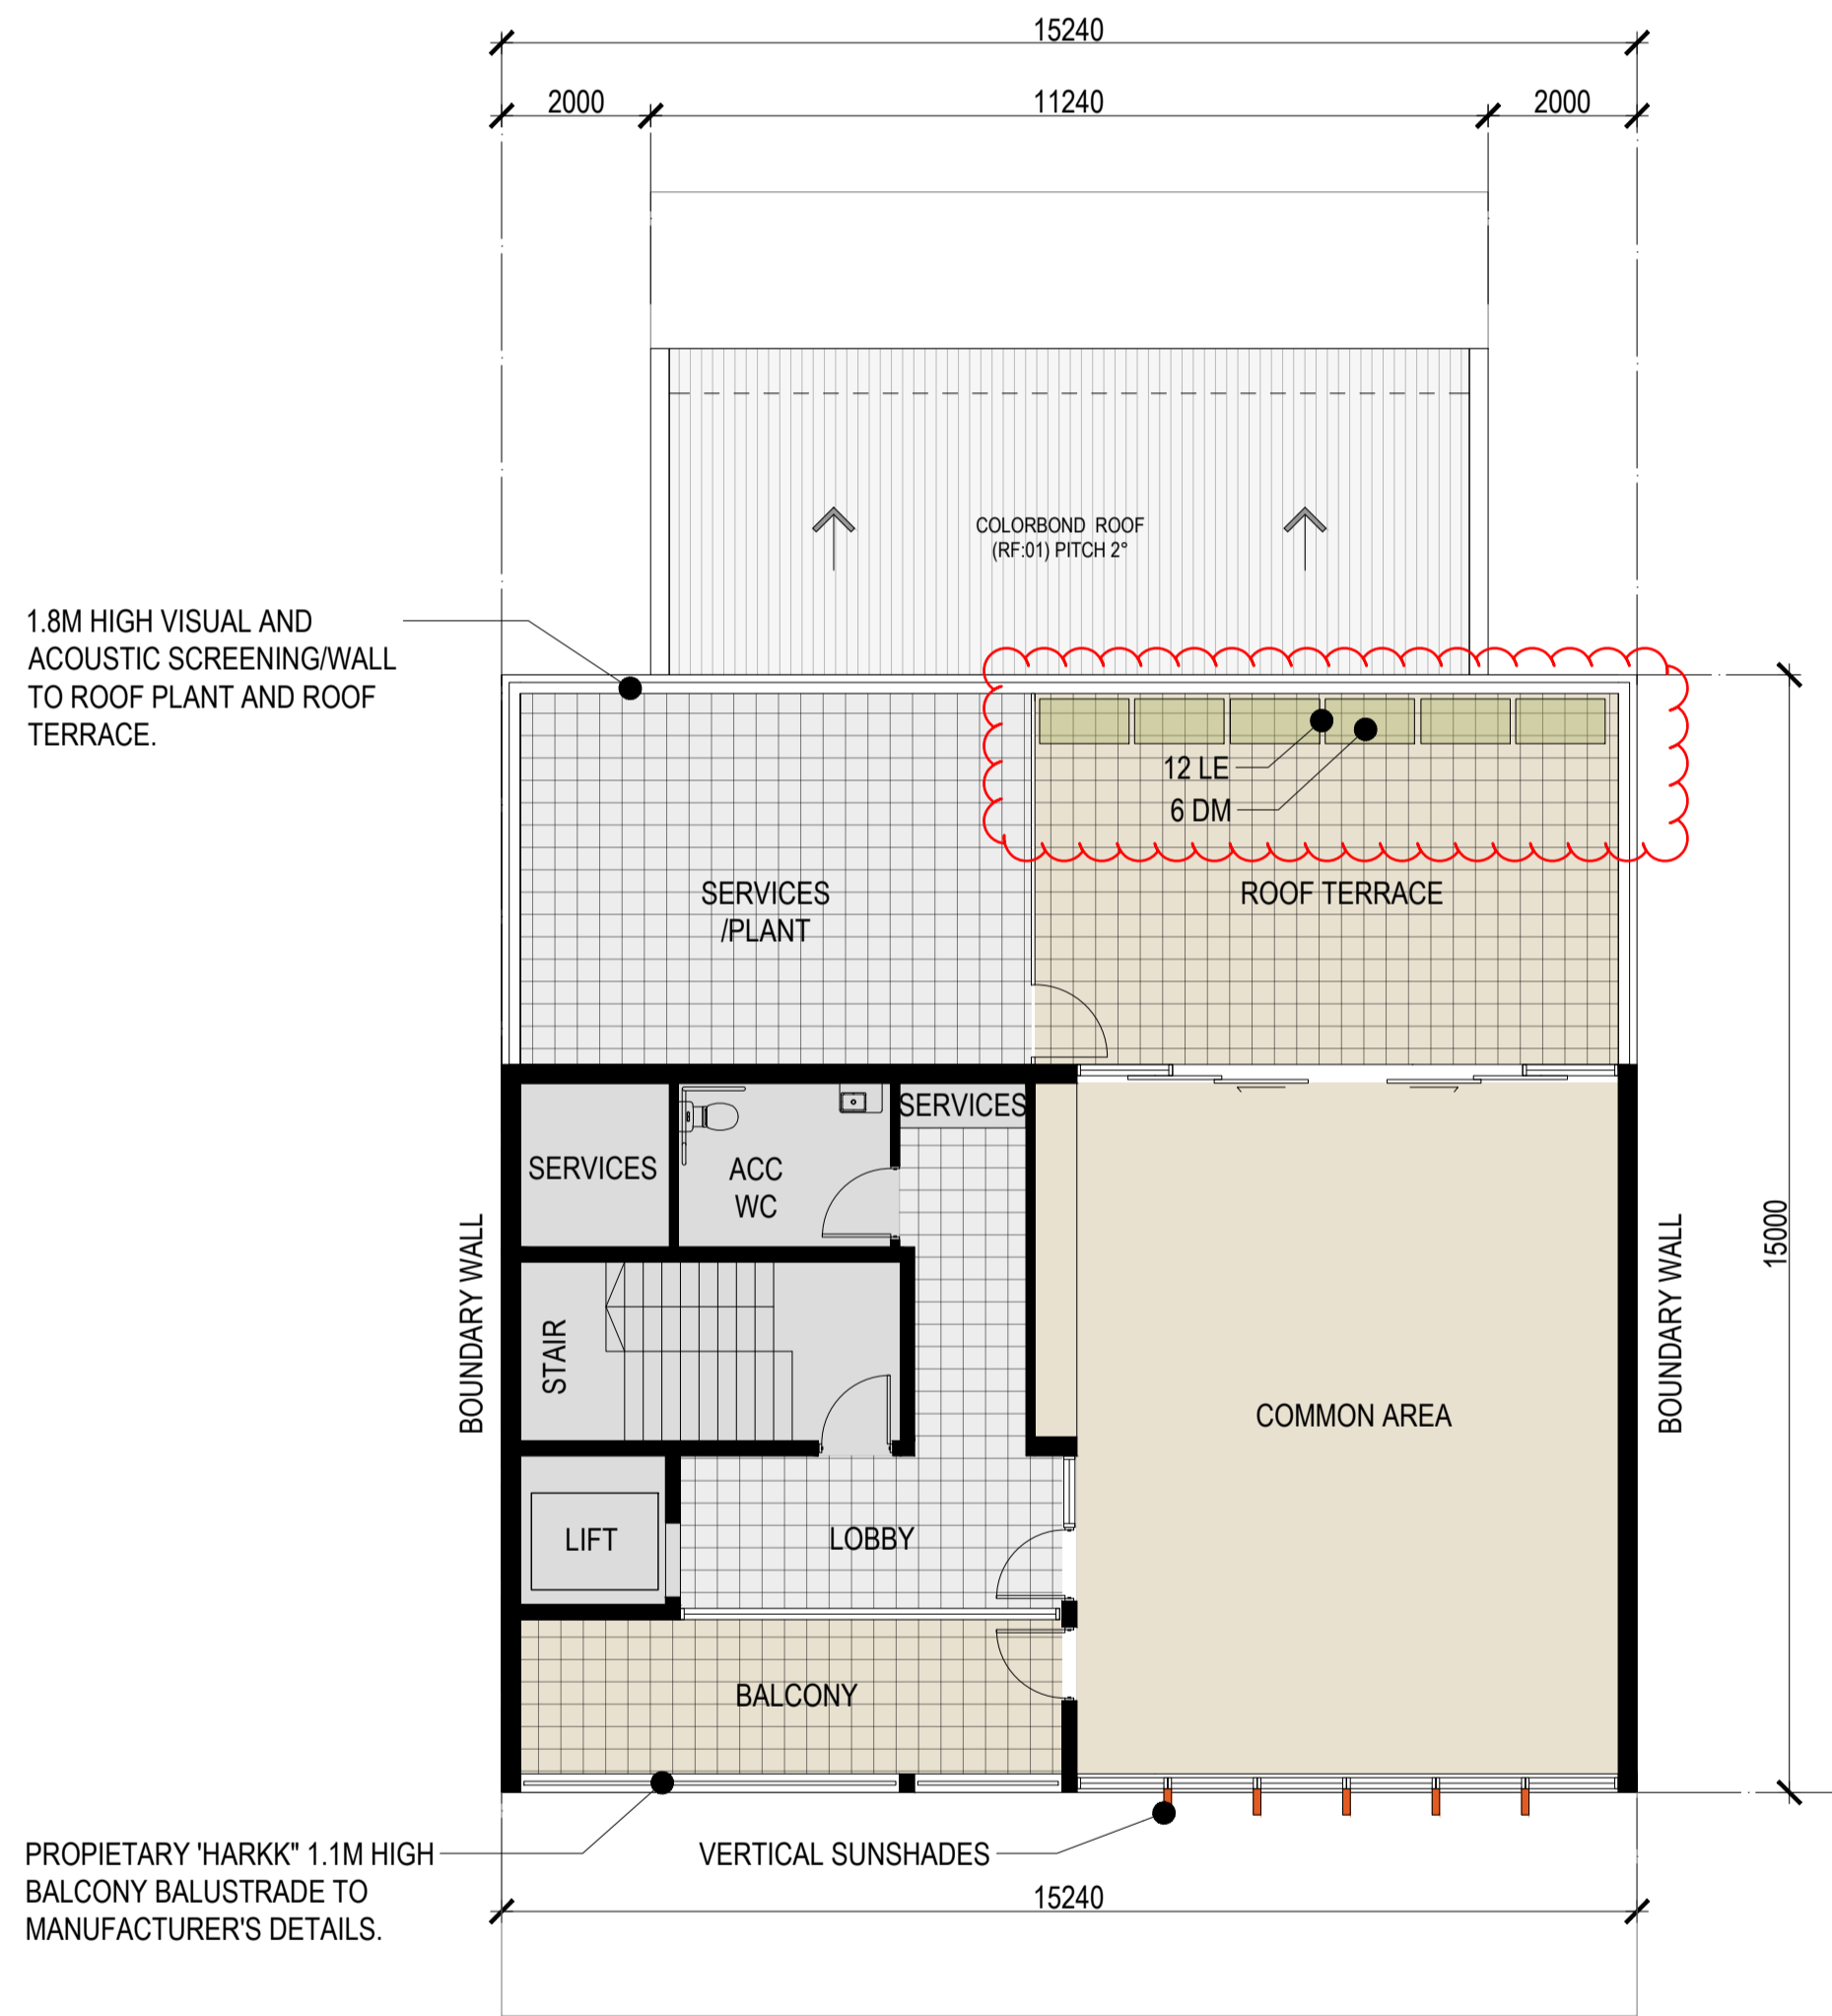 15240
2000
11240
2000
COLORBOND ROOF
(RF:01) PITCH 2°
1.8M HIGH VISUAL AND
ACOUSTIC SCREENING/WALL
TO ROOF PLANT AND ROOF
TERRACE.
12 LE
6 DM
SERVICES
/PLANT
ROOF TERRACE
SERVICES
SERVICES
ACC
WC
BOUNDARY WALL
STAIR
COMMON AREA
BOUNDARY WALL
15000
LIFT
LOBBY
BALCONY
PROPIETARY 'HARKK" 1.1M HIGH
BALCONY BALUSTRADE TO
MANUFACTURER'S DETAILS.
VERTICAL SUNSHADES
15240